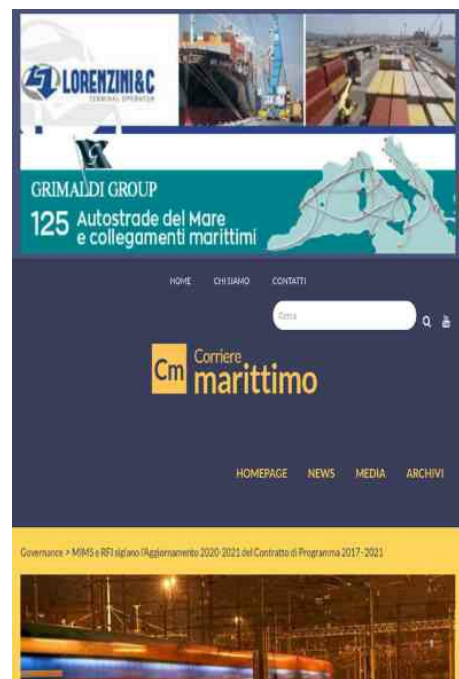 LORENZINI&C
TERMINAL OPERATOR
GRIMALDI GROUP
125 Autostrade del Mare
e collegamenti marittimi
HOME CHI SIAMO CONTATTI
Cerca
Cm Corriere
marittimo
HOMEPAGE NEWS MEDIA ARCHIVI
Governance > MIMS e RFI siglano l'Aggiornamento 2020-2021 del Contratto di Programma 2017-2021